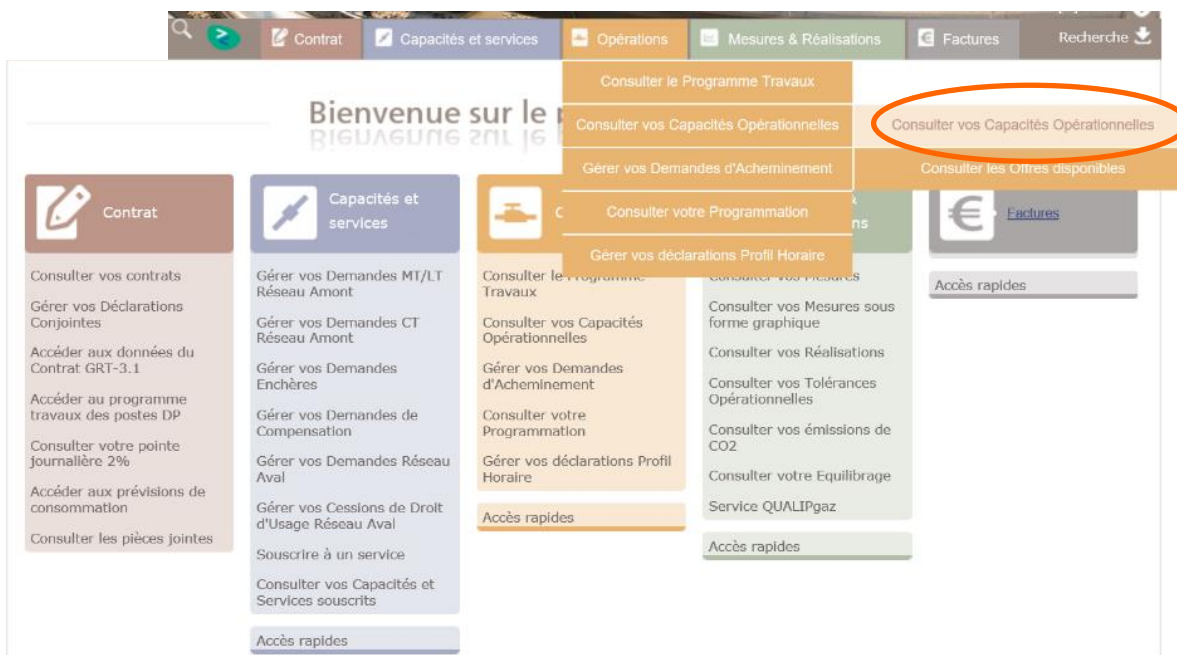 Contrat
Capacités et services
Opérations
Mesures & Réalisations
Factures
Recherche
Consulter le Programme Travaux
Consulter vos Capacités Opérationnelles
Gérer vos Demandes d'Acheminement
Consulter votre Programmation
Gérer vos déclarations Profil Horaire
Consulter vos Capacités Opérationnelles
Consulter les Offres disponibles
Bienvenue sur le
Contrat
Consulter vos contrats
Gérer vos Déclarations
Conjointes
Accéder aux données du
Contrat GRT-3.1
Accéder au programme
travaux des postes DP
Consulter votre pointe
journalière 2%
Accéder aux prévisions de
consommation
Consulter les pièces jointes
Capacités et
services
Gérer vos Demandes MT/LT
Réseau Amont
Gérer vos Demandes CT
Réseau Amont
Gérer vos Demandes
Enchères
Gérer vos Demandes de
Compensation
Gérer vos Demandes Réseau
Aval
Gérer vos Cessions de Droit
d'Usage Réseau Aval
Souscrire à un service
Consulter vos Capacités et
Services souscrits
Accès rapides
Consulter le Programme
Travaux
Consulter vos Capacités
Opérationnelles
Gérer vos Demandes
d'Acheminement
Consulter votre
Programmation
Gérer vos déclarations Profil
Horaire
Accès rapides
Consulter vos Mesures
Consulter vos Mesures sous
forme graphique
Consulter vos Réalisations
Consulter vos Tolérances
Opérationnelles
Consulter vos émissions de
CO2
Consulter votre Equilibrage
Service QUALIPgaz
Accès rapides
Factures
Accès rapides